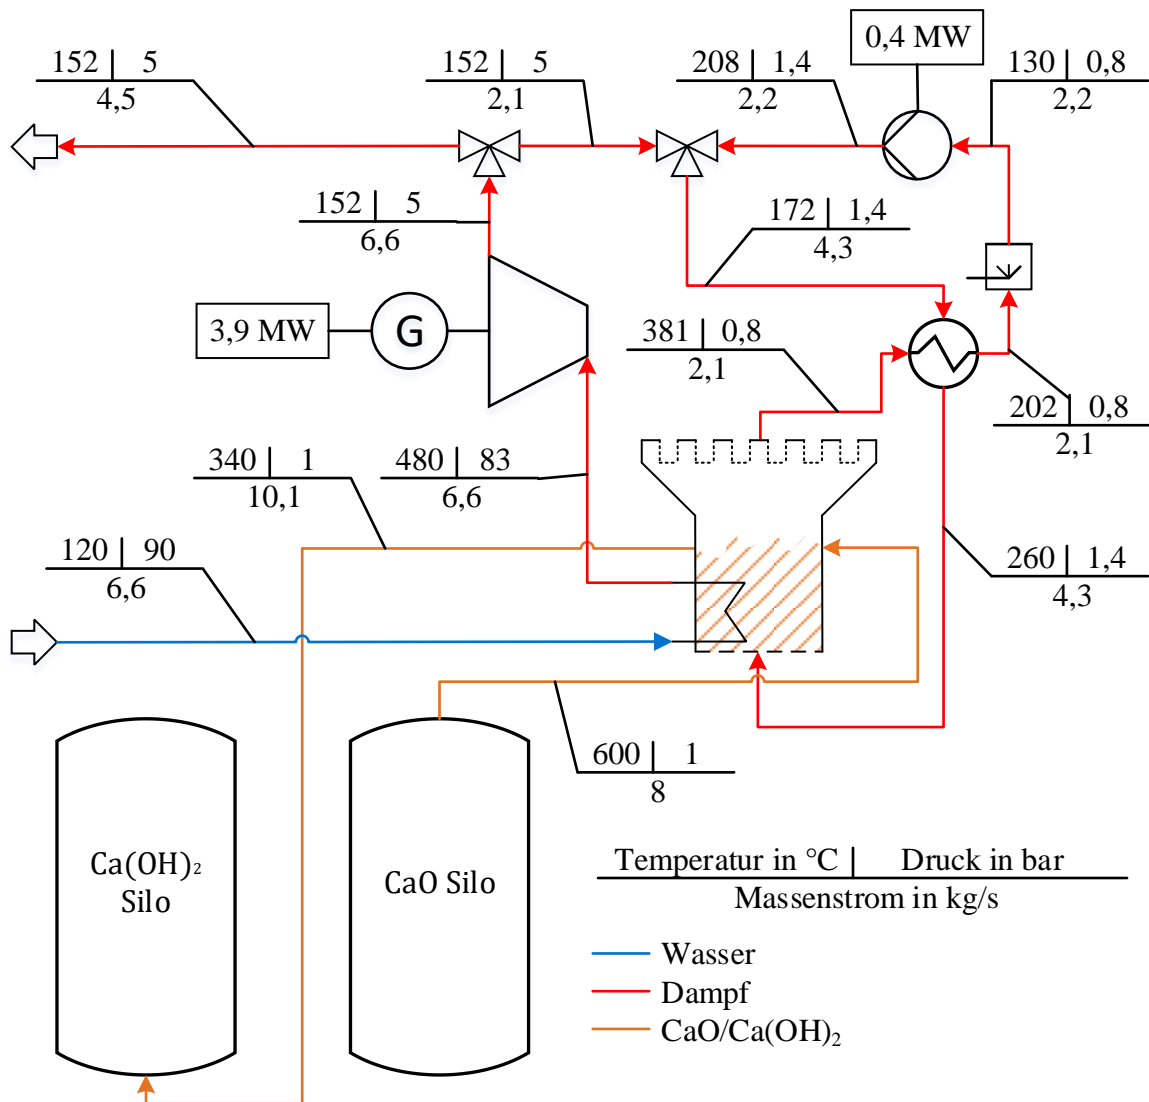 0,4 MW
152 | 5
4,5
152 | 5
2,1
208 | 1,4
2,2
130 | 0,8
2,2
152 | 5
6,6
172 | 1,4
4,3
3,9 MW
G
381 | 0,8
2,1
202 | 0,8
2,1
340 | 1
10,1
480 | 83
6,6
120 | 90
6,6
260 | 1,4
4,3
600 | 1
8
Ca(OH)₂
Silo
CaO Silo
Temperatur in °C | Druck in bar
Massenstrom in kg/s
Wasser
Dampf
CaO/Ca(OH)₂